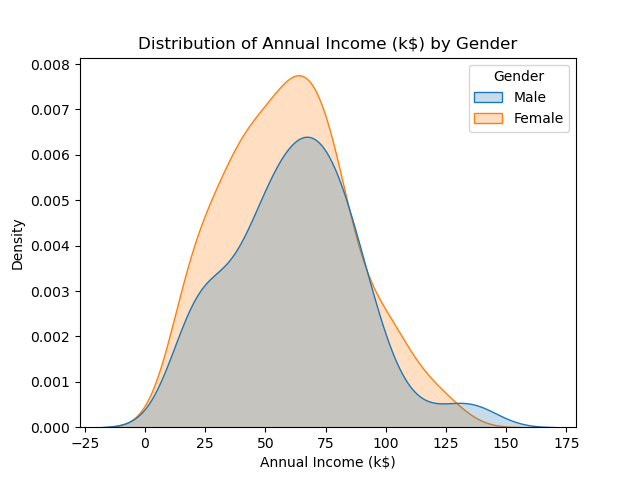 Distribution of Annual Income (k$) by Gender
Gender
Male
Female
Density
0.008
0.007
0.006
0.005
0.004
0.003
0.002
0.001
0.000
−25 0 25 50 75 100 125 150 175
Annual Income (k$)